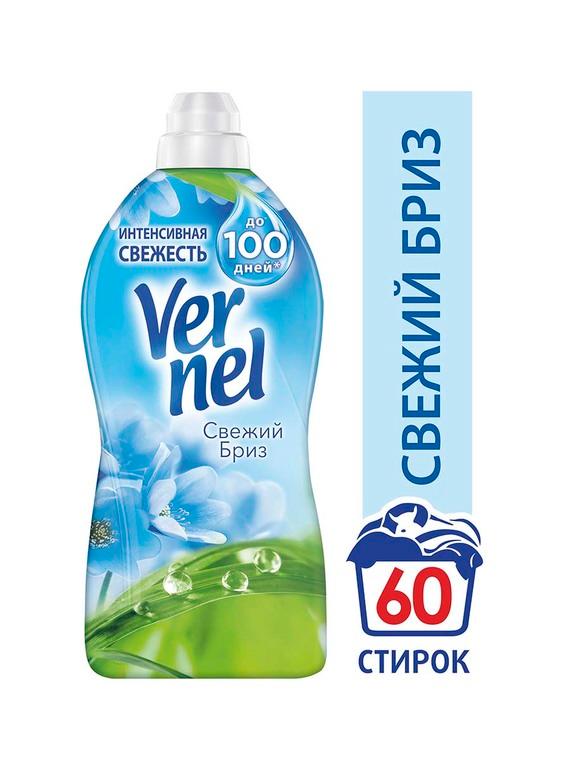 ИНТЕНСИВНАЯ
СВЕЖЕСТЬ
до
100
дней*
Ver
nel
Свежий
Бриз
СВЕЖИЙ БРИЗ
60
СТИРОК